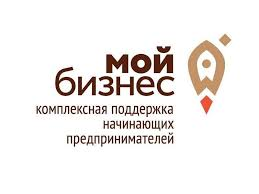 мой
бизнес
комплексная поддержка
начинающих
предпринимателей